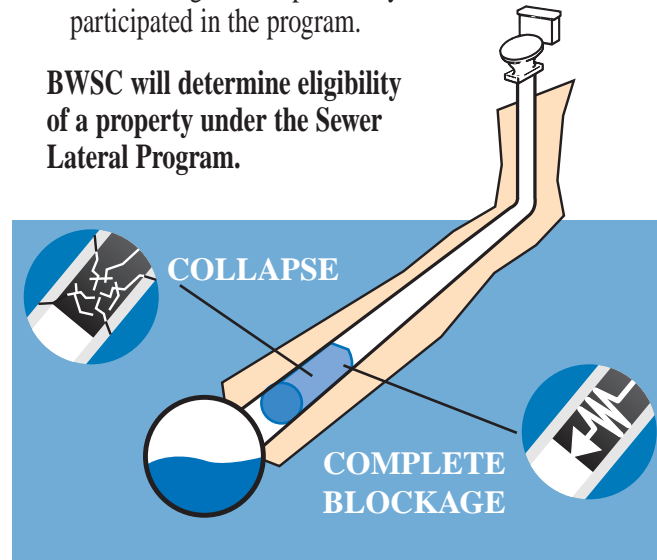 participated in the program.
BWSC will determine eligibility
of a property under the Sewer
Lateral Program.
COLLAPSE
COMPLETE
BLOCKAGE